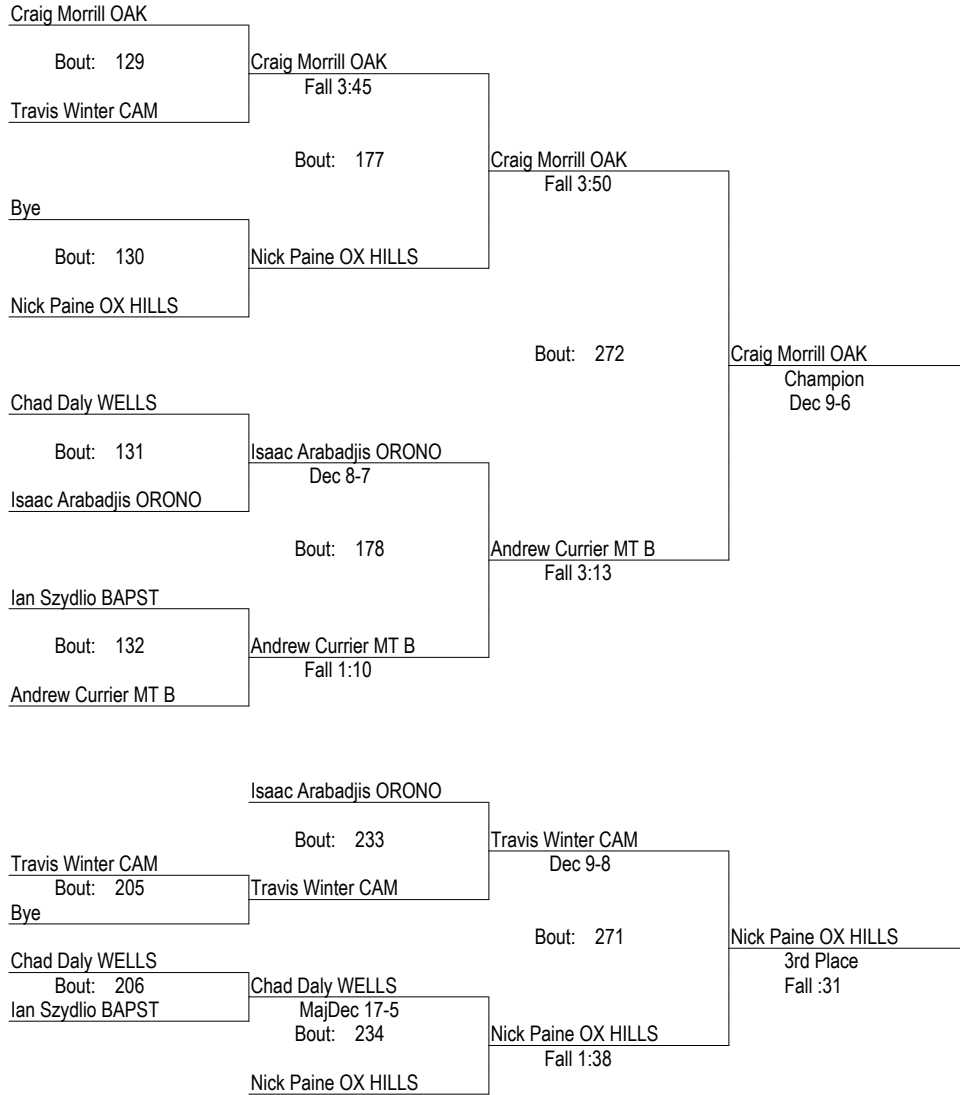 Craig Morrill OAK
Bout: 129
Craig Morrill OAK
Fall 3:45
Travis Winter CAM
Bout: 177
Craig Morrill OAK
Fall 3:50
Bye
Bout: 130
Nick Paine OX HILLS
Nick Paine OX HILLS
Bout: 272
Craig Morrill OAK
Champion
Dec 9-6
Chad Daly WELLS
Bout: 131
Isaac Arabadjis ORONO
Dec 8-7
Isaac Arabadjis ORONO
Bout: 178
Andrew Currier MT B
Fall 3:13
Ian Szydlio BAPST
Bout: 132
Andrew Currier MT B
Fall 1:10
Andrew Currier MT B
Isaac Arabadjis ORONO
Bout: 233
Travis Winter CAM
Dec 9-8
Travis Winter CAM
Bout: 205
Travis Winter CAM
Bye
Bout: 271
Nick Paine OX HILLS
3rd Place
Fall :31
Chad Daly WELLS
Bout: 206
Chad Daly WELLS
MajDec 17-5
Ian Szydlio BAPST
Bout: 234
Nick Paine OX HILLS
Fall 1:38
Nick Paine OX HILLS